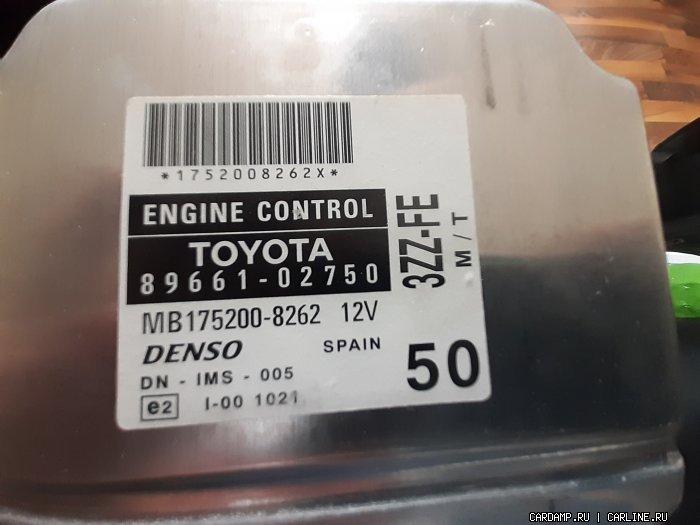 *1752008262X*
ENGINE CONTROL
TOYOTA
89661-02750
3ZZ-FE
M/T
MB175200-8262 12V
DENSO SPAIN
50
DN - IMS - 005
e2 I-00 1021
CARDAMP.RU | CARLINE.RU